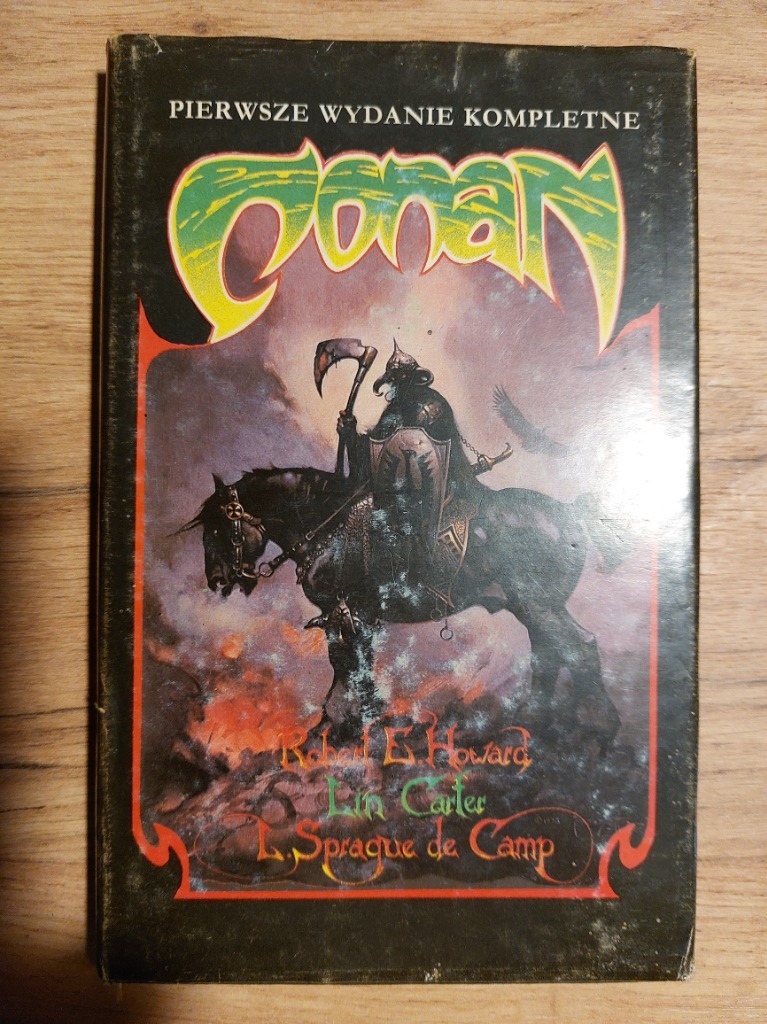 PIERWSZE WYDANIE KOMPLETNE
Conan
Robert E. Howard
Lin Carter
L. Sprague de Camp